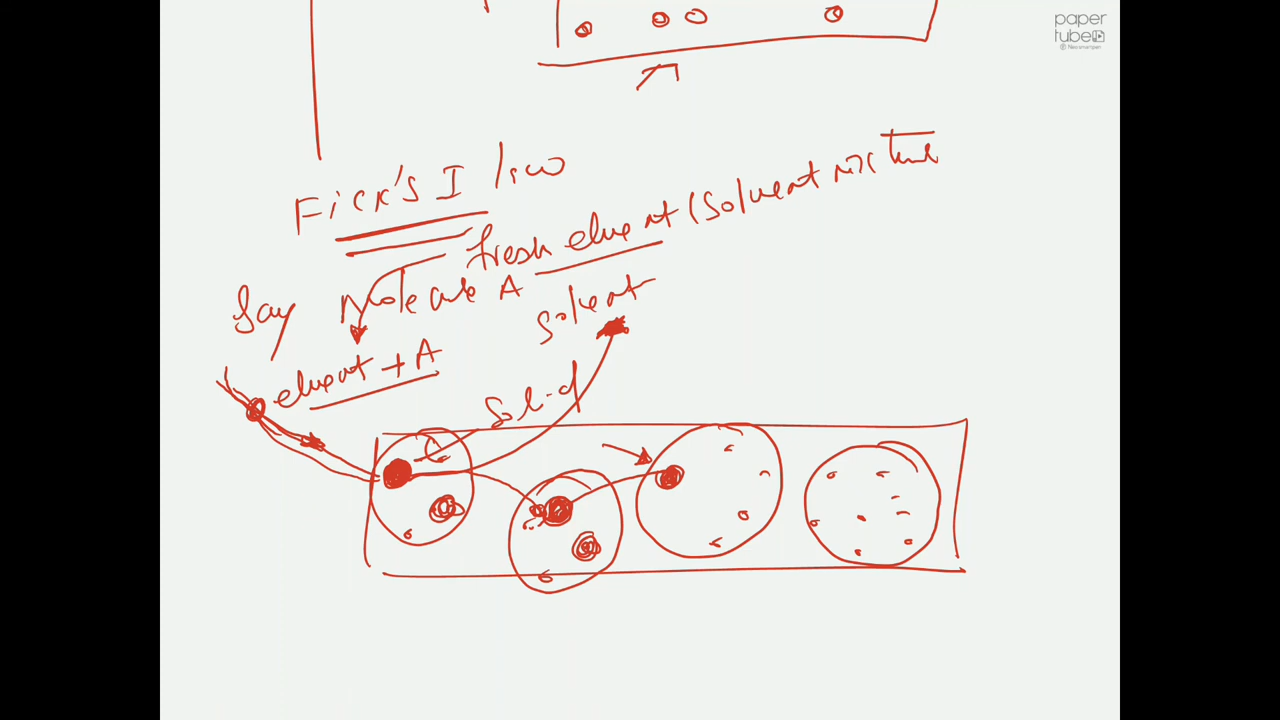 paper
tube
Fick's I law
fresh eluent (Solvent mixture
Say Molecule A
Solvent
eluent + A
Solid